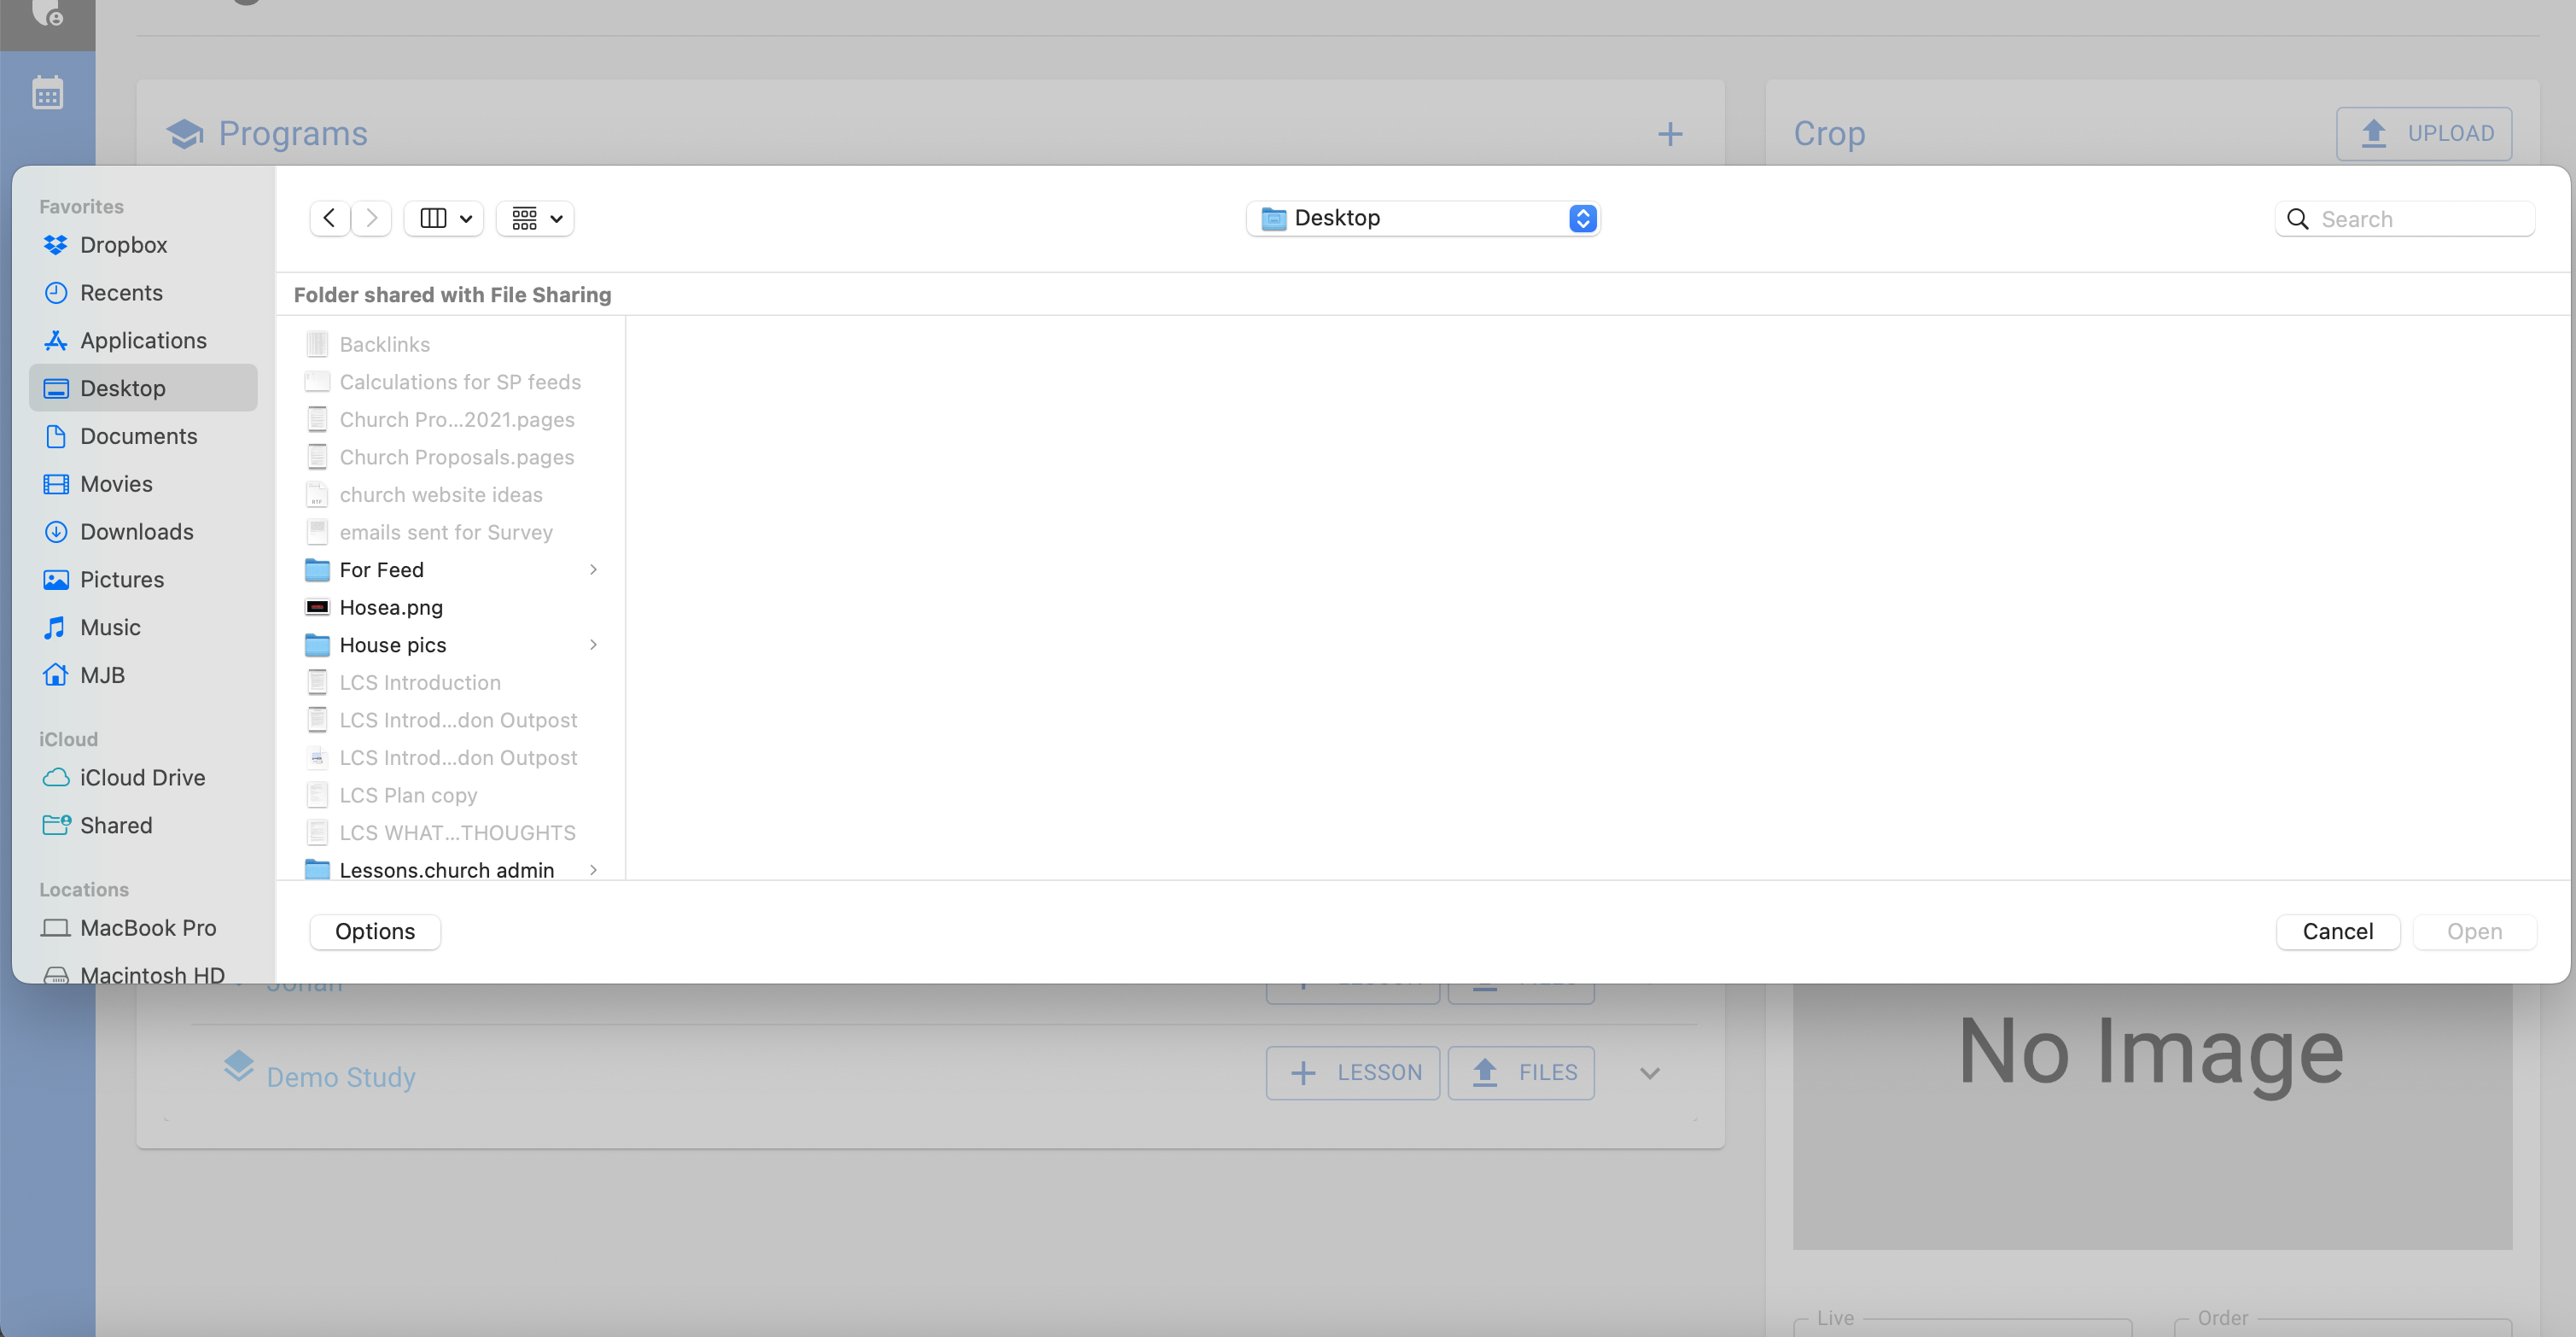 Programs
Crop
UPLOAD
Favorites
Dropbox
Recents
Applications
Desktop
Documents
Movies
Downloads
Pictures
Music
MJB
iCloud
iCloud Drive
Shared
Locations
MacBook Pro
Macintosh HD
Desktop
Search
Folder shared with File Sharing
Backlinks
Calculations for SP feeds
Church Pro...2021.pages
Church Proposals.pages
church website ideas
emails sent for Survey
For Feed
Hosea.png
House pics
LCS Introduction
LCS Introd...don Outpost
LCS Introd...don Outpost
LCS Plan copy
LCS WHAT...THOUGHTS
Lessons.church admin
Options
Cancel
Open
Jonah
LESSON
FILES
Demo Study
LESSON
FILES
No Image
Live
Order